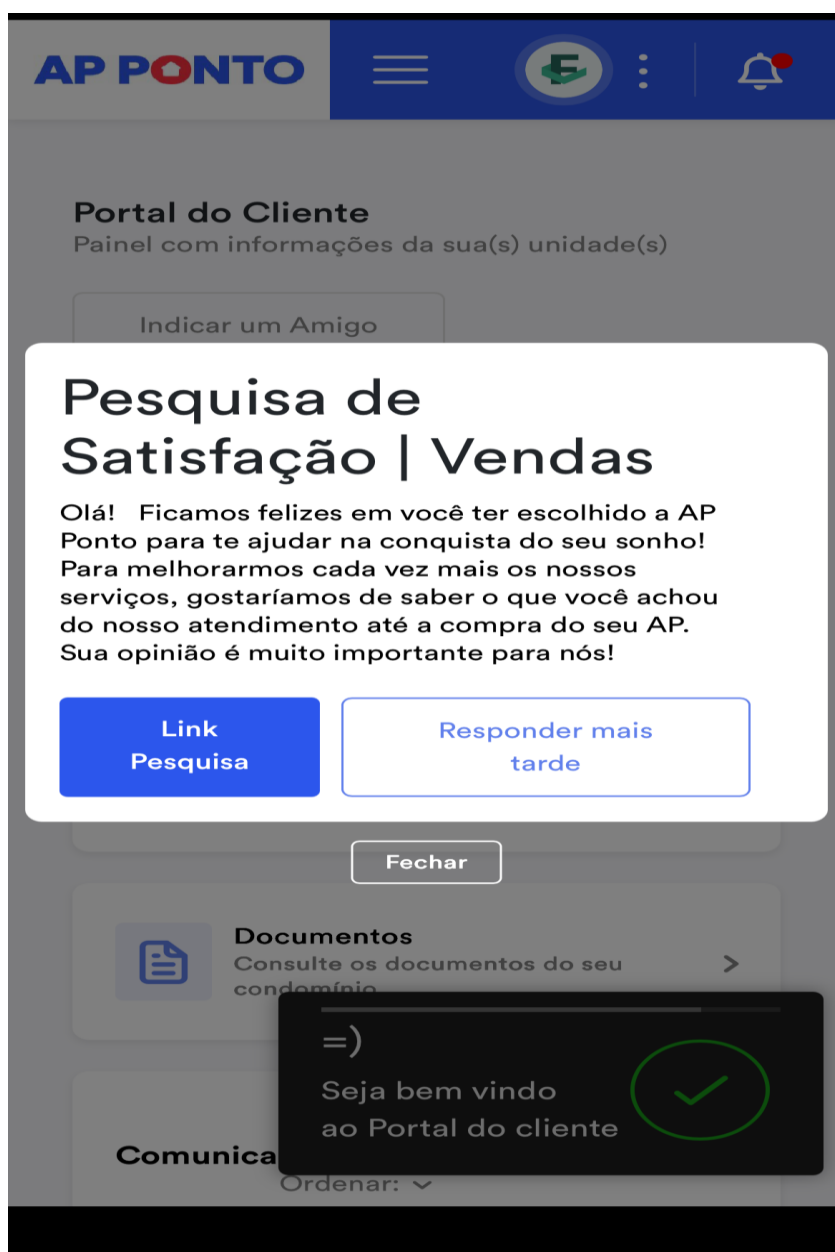 AP PONTO
Portal do Cliente
Painel com informações da sua(s) unidade(s)
Indicar um Amigo
Pesquisa de
Satisfação | Vendas
Olá!   Ficamos felizes em você ter escolhido a AP
Ponto para te ajudar na conquista do seu sonho!
Para melhorarmos cada vez mais os nossos
serviços, gostaríamos de saber o que você achou
do nosso atendimento até a compra do seu AP.
Sua opinião é muito importante para nós!
Link
Pesquisa
Responder mais
tarde
Fechar
Documentos
Consulte os documentos do seu
condomínio
=)
Seja bem vindo
ao Portal do cliente
Comunica
Ordenar: